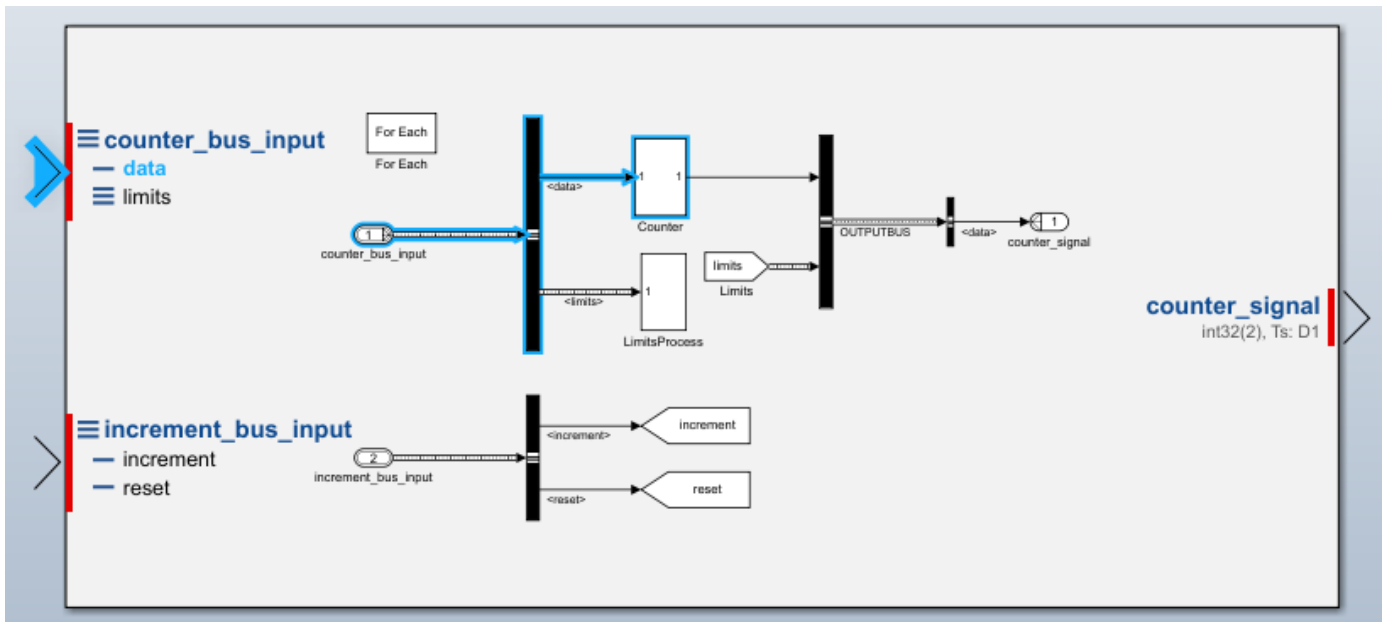 counter_bus_input
data
limits
For Each
For Each
1
counter_bus_input
<data>
1 1
Counter
<limits>
1
LimitsProcess
limits
Limits
OUTPUTBUS
<data>
1
counter_signal
counter_signal
int32(2), Ts: D1
increment_bus_input
increment
reset
2
increment_bus_input
<increment>
increment
<reset>
reset